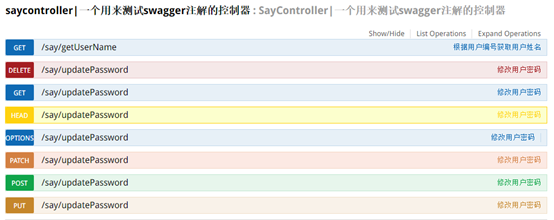 saycontroller|一个用来测试swagger注解的控制器 : SayController|一个用来测试swagger注解的控制器
Show/Hide List Operations Expand Operations
GET /say/getUserName 根据用户编号获取用户姓名
DELETE /say/updatePassword 修改用户密码
GET /say/updatePassword 修改用户密码
HEAD /say/updatePassword 修改用户密码
OPTIONS /say/updatePassword 修改用户密码
PATCH /say/updatePassword 修改用户密码
POST /say/updatePassword 修改用户密码
PUT /say/updatePassword 修改用户密码